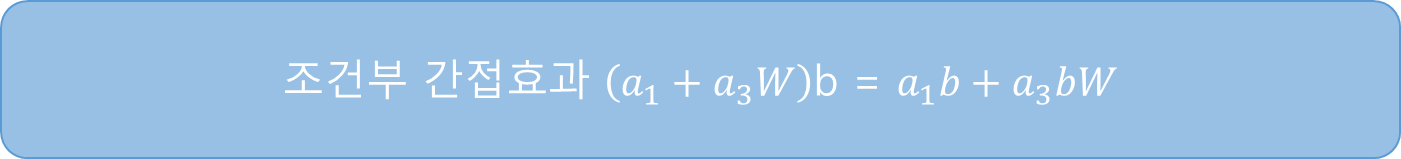 조건부 간접효과 (𝑎₁ + 𝑎₃𝑊)b = 𝑎₁𝑏 + 𝑎₃𝑏𝑊